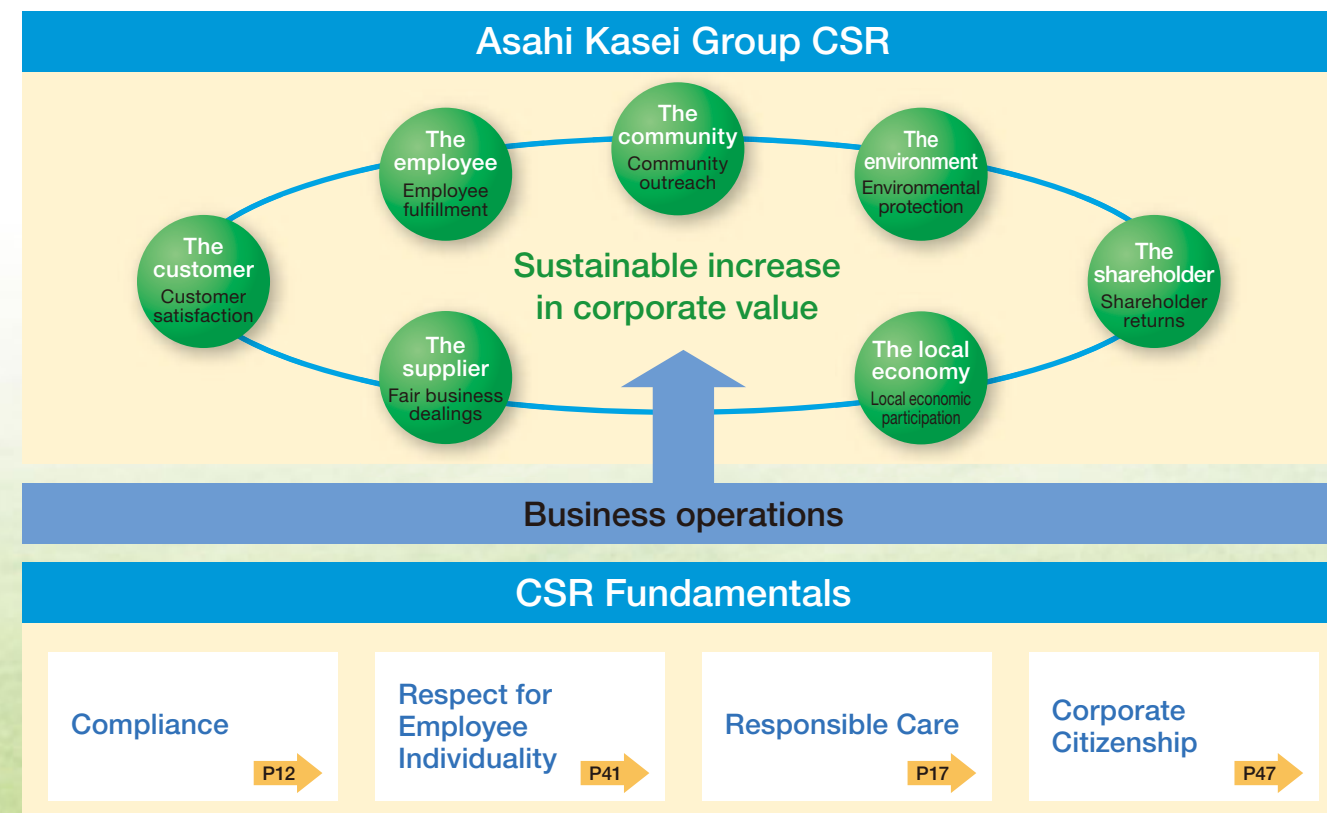 Asahi Kasei Group CSR
The
community
Community
outreach
The
employee
Employee
fulfillment
The
environment
Environmental
protection
The
customer
Customer
satisfaction
Sustainable increase
in corporate value
The
shareholder
Shareholder
returns
The
supplier
Fair business
dealings
The local
economy
Local economic
participation
Business operations
CSR Fundamentals
Compliance
P12
Respect for
Employee
Individuality
P41
Responsible Care
P17
Corporate
Citizenship
P47